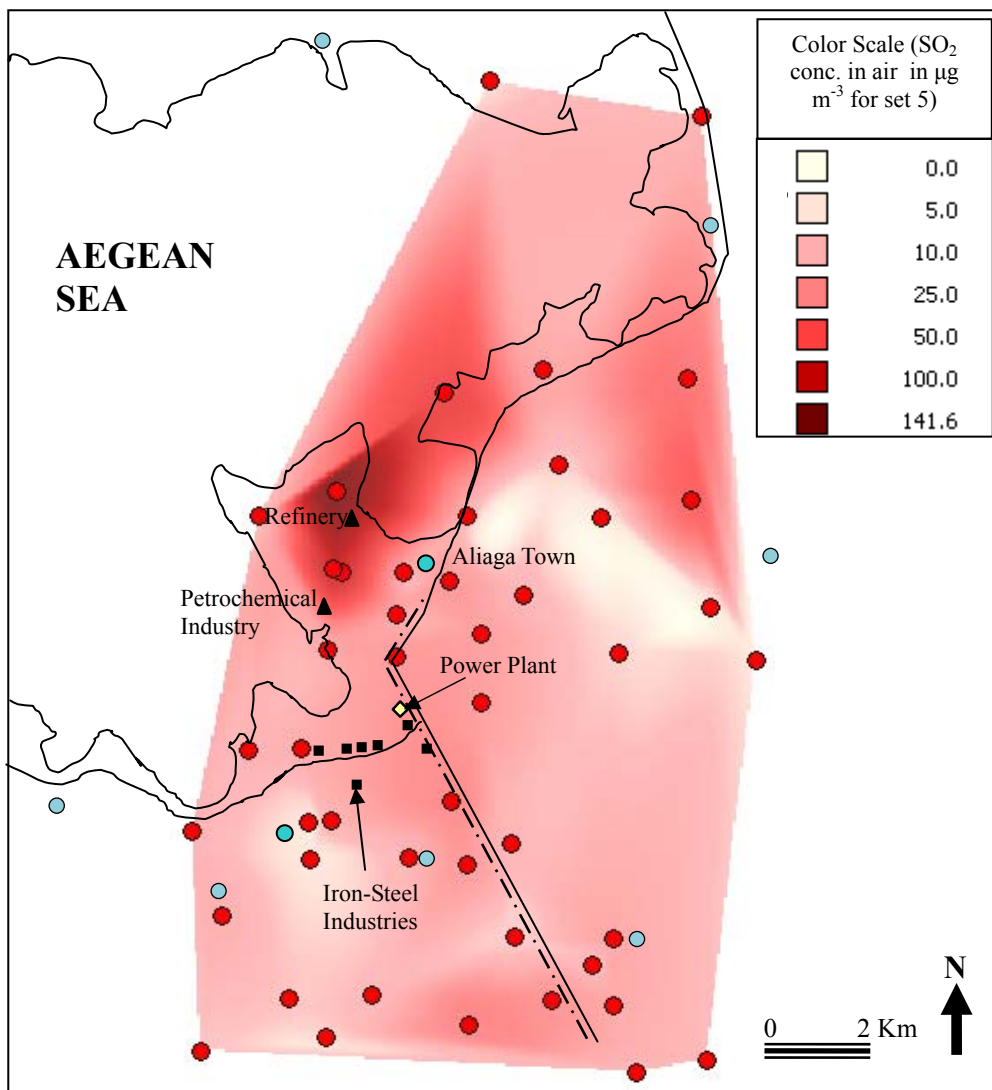 Color Scale (SO₂
conc. in air in μg
m⁻³ for set 5)
0.0
5.0
10.0
25.0
50.0
100.0
141.6
AEGEAN
SEA
Refinery
Aliaga Town
Petrochemical
Industry
Power Plant
Iron-Steel
Industries
N
0 2 Km